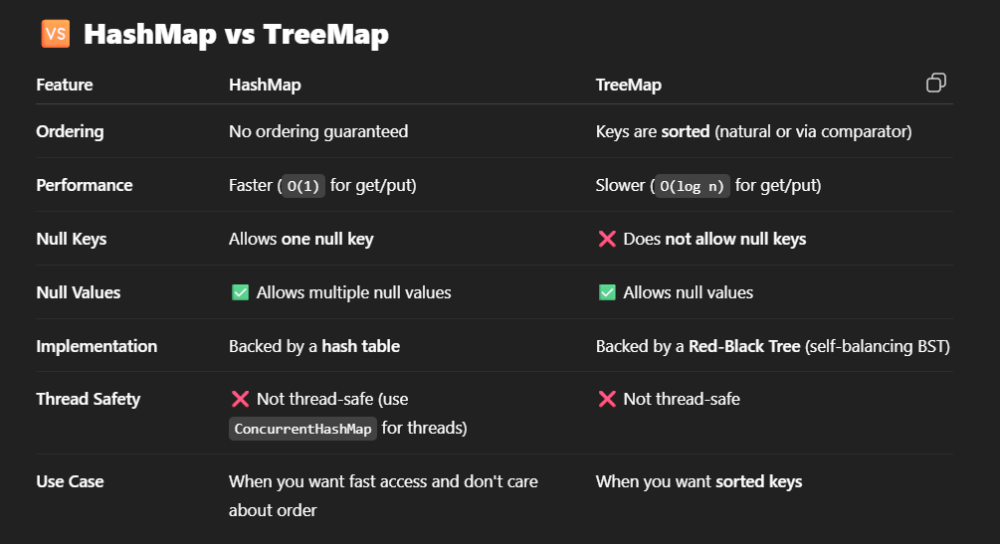 🆚 HashMap vs TreeMap
Feature HashMap TreeMap
Ordering No ordering guaranteed Keys are sorted (natural or via comparator)
Performance Faster (O(1) for get/put) Slower (O(log n) for get/put)
Null Keys Allows one null key ❌ Does not allow null keys
Null Values ✅ Allows multiple null values ✅ Allows null values
Implementation Backed by a hash table Backed by a Red-Black Tree (self-balancing BST)
Thread Safety ❌ Not thread-safe (use ❌ Not thread-safe
ConcurrentHashMap for threads)
Use Case When you want fast access and don't care When you want sorted keys
about order